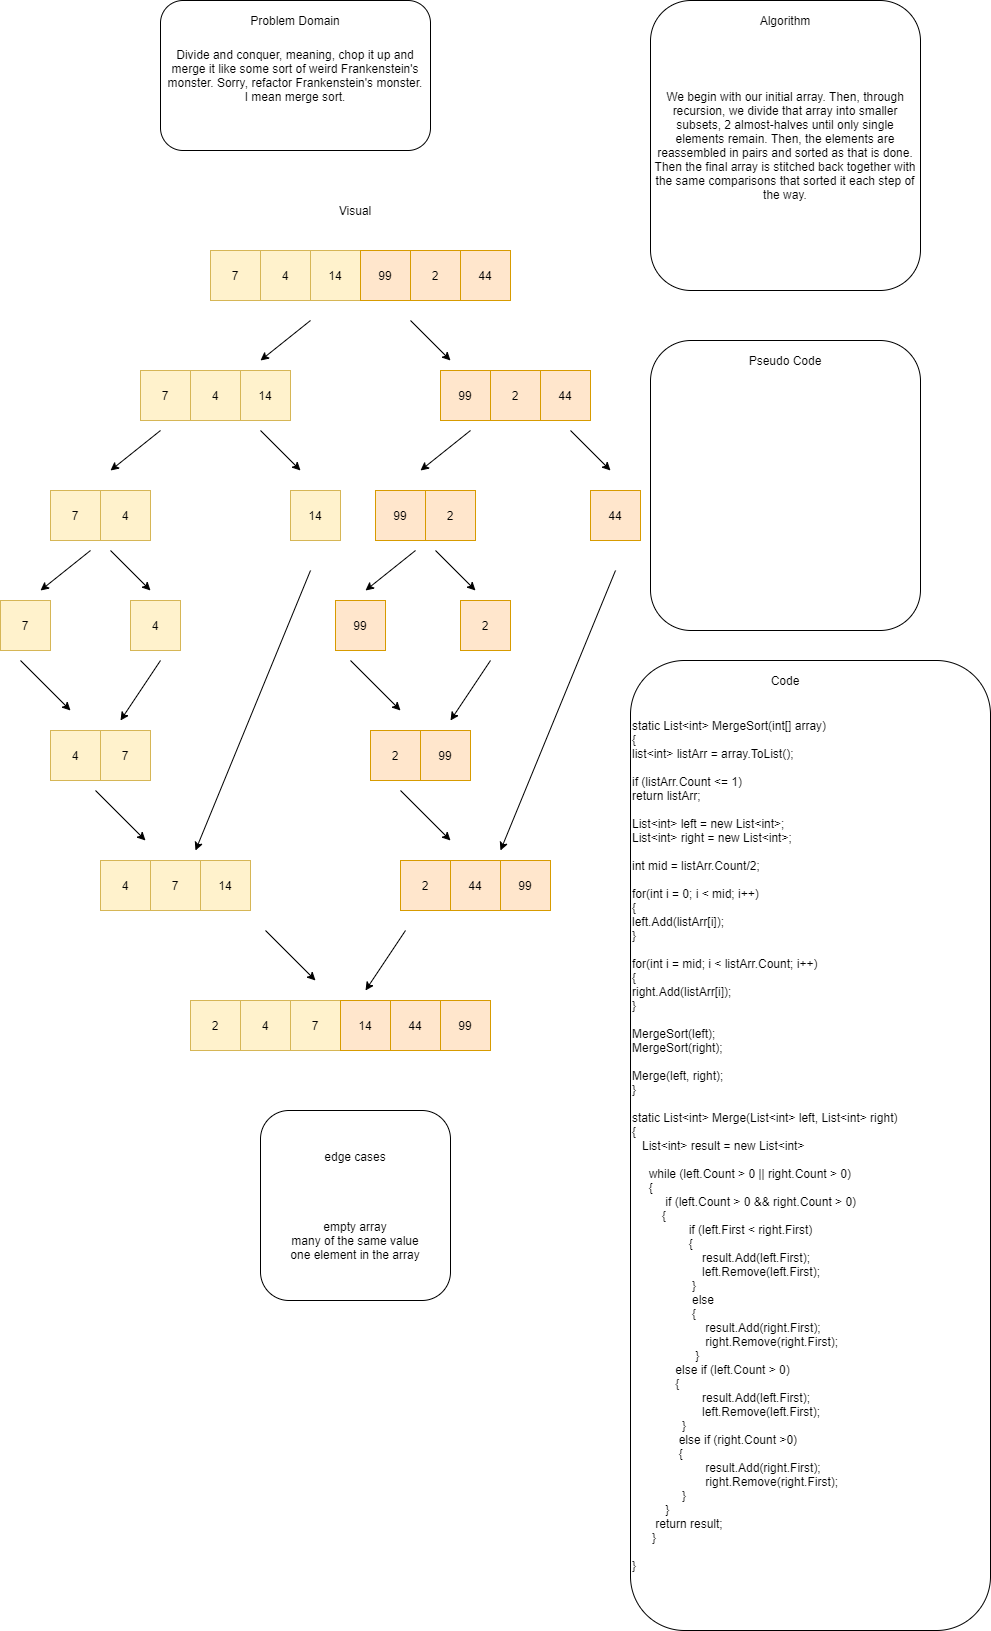 Problem Domain
Divide and conquer, meaning, chop it up and
merge it like some sort of weird Frankenstein's
monster. Sorry, refactor Frankenstein's monster.
I mean merge sort.
Algorithm
We begin with our initial array. Then, through
recursion, we divide that array into smaller
subsets, 2 almost-halves until only single
elements remain. Then, the elements are
reassembled in pairs and sorted as that is done.
Then the final array is stitched back together with
the same comparisons that sorted it each step of
the way.
Visual
7 4 14 99 2 44
7 4 14 99 2 44
7 4 14 99 2 44
7 4 99 2
4 7 2 99
4 7 14 2 44 99
2 4 7 14 44 99
edge cases
empty array
many of the same value
one element in the array
Pseudo Code
Code
static List<int> MergeSort(int[] array)
{
list<int> listArr = array.ToList();
if (listArr.Count <= 1)
return listArr;
List<int> left = new List<int>;
List<int> right = new List<int>;
int mid = listArr.Count/2;
for(int i = 0; i < mid; i++)
{
left.Add(listArr[i]);
}
for(int i = mid; i < listArr.Count; i++)
{
right.Add(listArr[i]);
}
MergeSort(left);
MergeSort(right);
Merge(left, right);
}
static List<int> Merge(List<int> left, List<int> right)
{
List<int> result = new List<int>
while (left.Count > 0 || right.Count > 0)
{
if (left.Count > 0 && right.Count > 0)
{
if (left.First < right.First)
{
result.Add(left.First);
left.Remove(left.First);
}
else
{
result.Add(right.First);
right.Remove(right.First);
}
else if (left.Count > 0)
{
result.Add(left.First);
left.Remove(left.First);
}
else if (right.Count >0)
{
result.Add(right.First);
right.Remove(right.First);
}
}
return result;
}
}